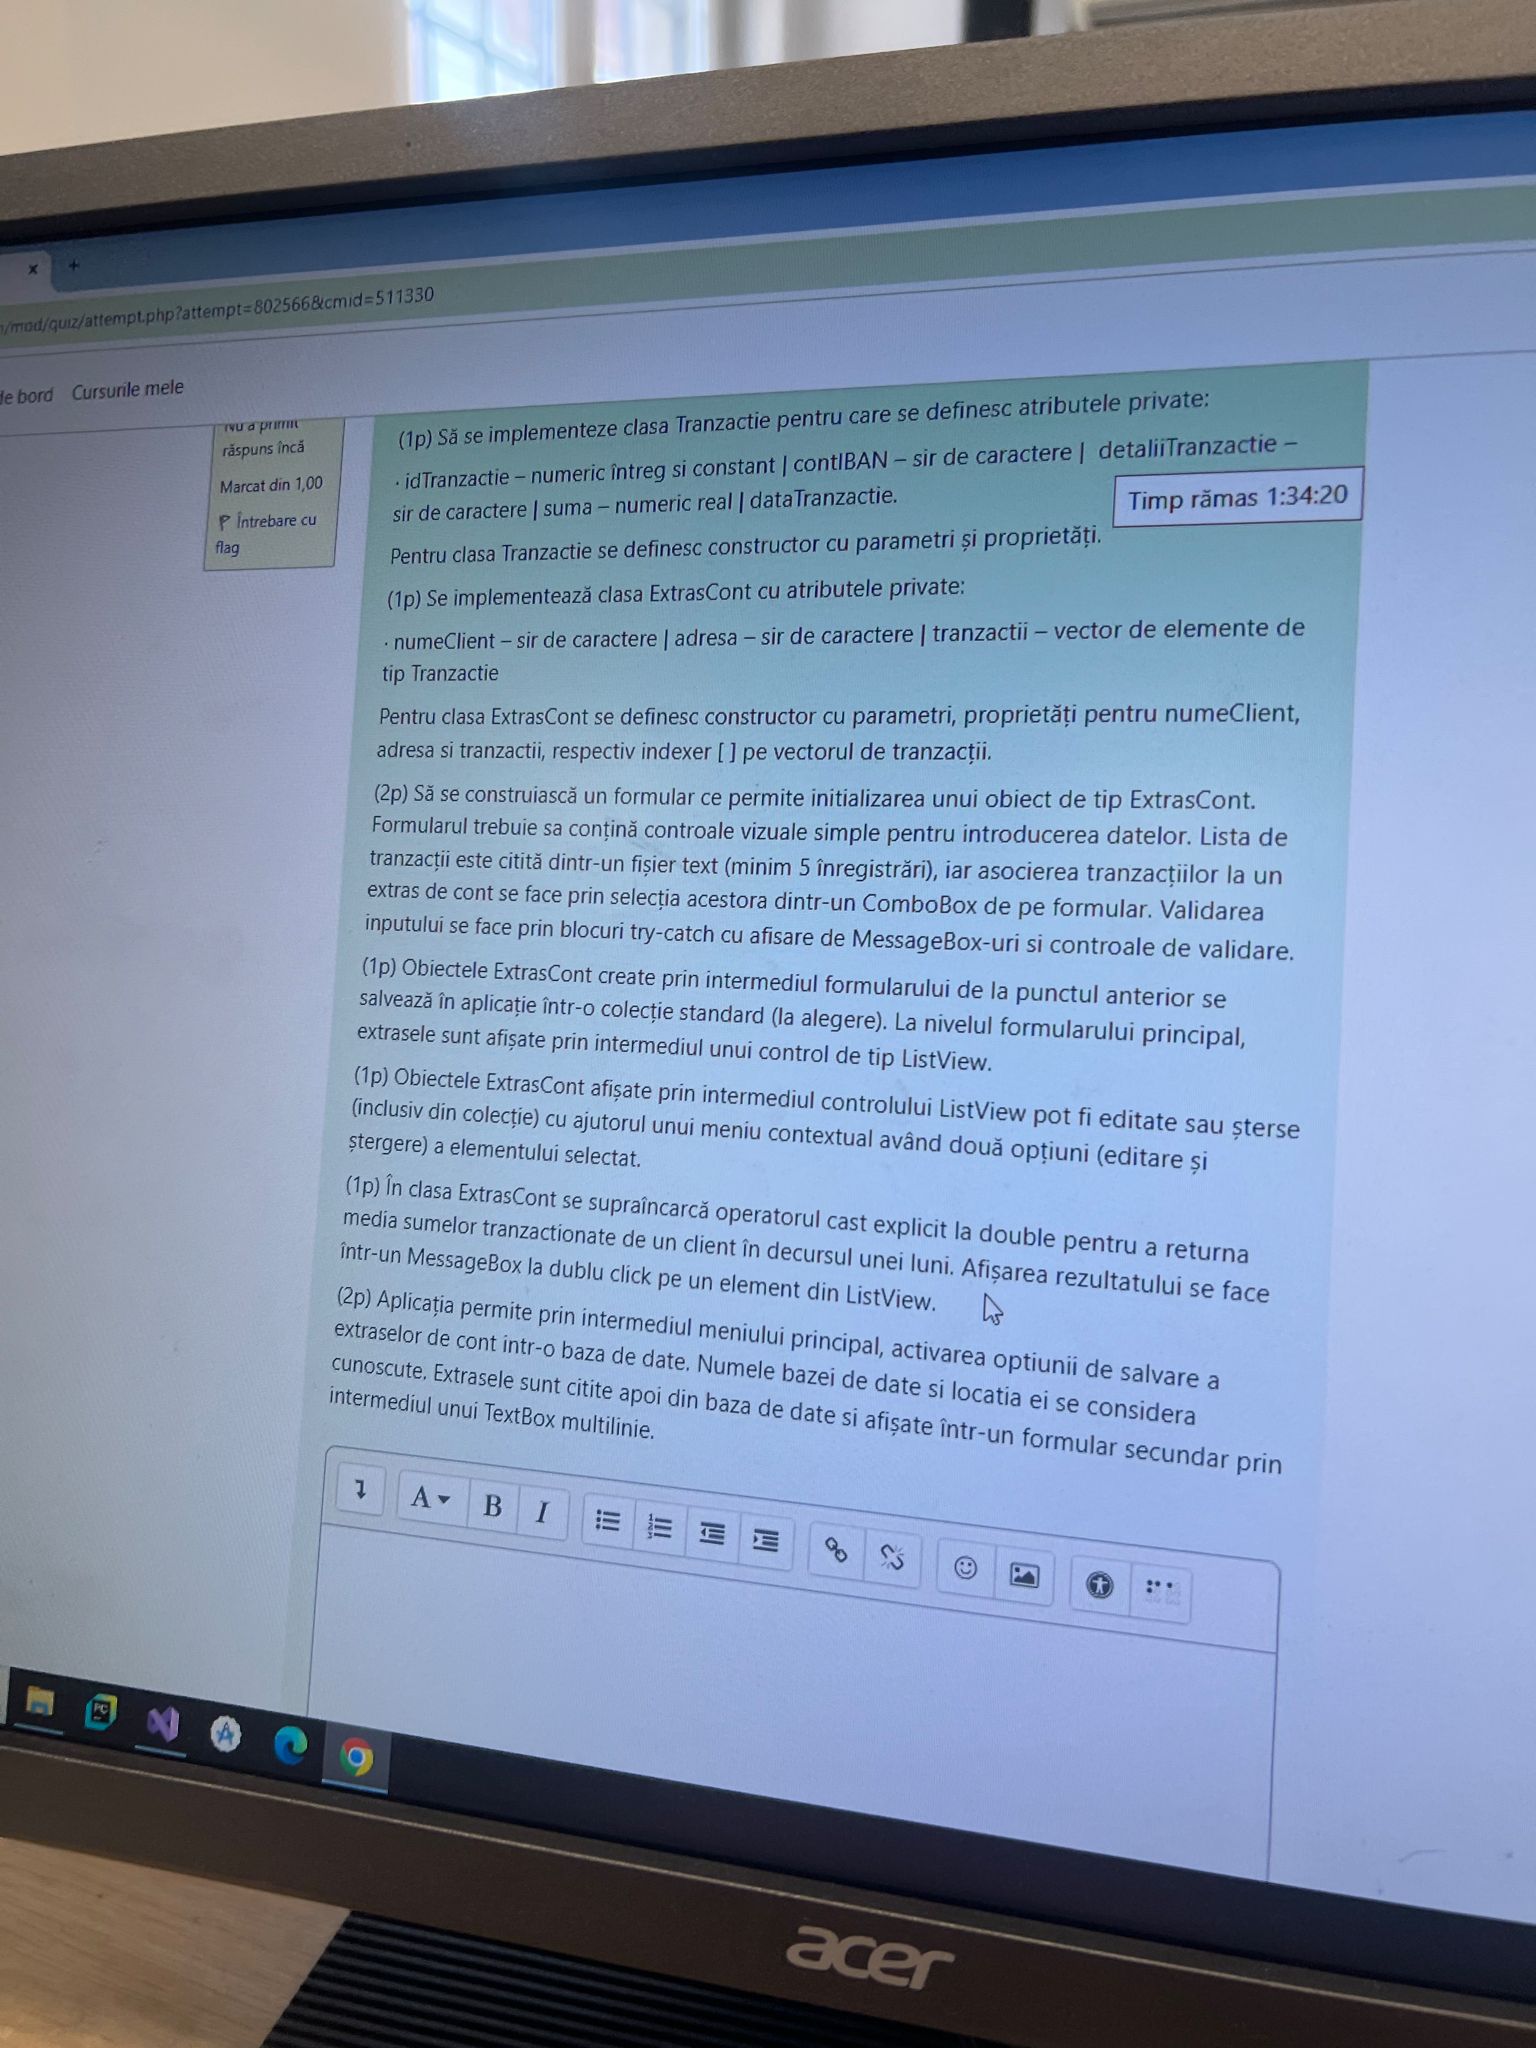 x +
/mod/quiz/attempt.php?attempt=802566&cmid=511330
de bord Cursurile mele
Nu a primit
răspuns încă
Marcat din 1,00
Întrebare cu
flag
Timp rămas 1:34:20
(1p) Să se implementeze clasa Tranzactie pentru care se definesc atributele private:
· idTranzactie – numeric întreg si constant | contIBAN – sir de caractere | detaliiTranzactie –
sir de caractere | suma – numeric real | dataTranzactie.
Pentru clasa Tranzactie se definesc constructor cu parametri și proprietăți.
(1p) Se implementează clasa ExtrasCont cu atributele private:
· numeClient – sir de caractere | adresa – sir de caractere | tranzactii – vector de elemente de
tip Tranzactie
Pentru clasa ExtrasCont se definesc constructor cu parametri, proprietăți pentru numeClient,
adresa si tranzactii, respectiv indexer [ ] pe vectorul de tranzacții.
(2p) Să se construiască un formular ce permite initializarea unui obiect de tip ExtrasCont.
Formularul trebuie sa conțină controale vizuale simple pentru introducerea datelor. Lista de
tranzacții este citită dintr-un fișier text (minim 5 înregistrări), iar asocierea tranzacțiilor la un
extras de cont se face prin selecția acestora dintr-un ComboBox de pe formular. Validarea
inputului se face prin blocuri try-catch cu afisare de MessageBox-uri si controale de validare.
(1p) Obiectele ExtrasCont create prin intermediul formularului de la punctul anterior se
salvează în aplicație într-o colecție standard (la alegere). La nivelul formularului principal,
extrasele sunt afișate prin intermediul unui control de tip ListView.
(1p) Obiectele ExtrasCont afișate prin intermediul controlului ListView pot fi editate sau șterse
(inclusiv din colecție) cu ajutorul unui meniu contextual având două opțiuni (editare și
ștergere) a elementului selectat.
(1p) În clasa ExtrasCont se supraîncarcă operatorul cast explicit la double pentru a returna
media sumelor tranzactionate de un client în decursul unei luni. Afișarea rezultatului se face
într-un MessageBox la dublu click pe un element din ListView.
(2p) Aplicația permite prin intermediul meniului principal, activarea optiunii de salvare a
extraselor de cont intr-o baza de date. Numele bazei de date si locatia ei se considera
cunoscute. Extrasele sunt citite apoi din baza de date si afișate într-un formular secundar prin
intermediul unui TextBox multilinie.
A B I
PC
acer